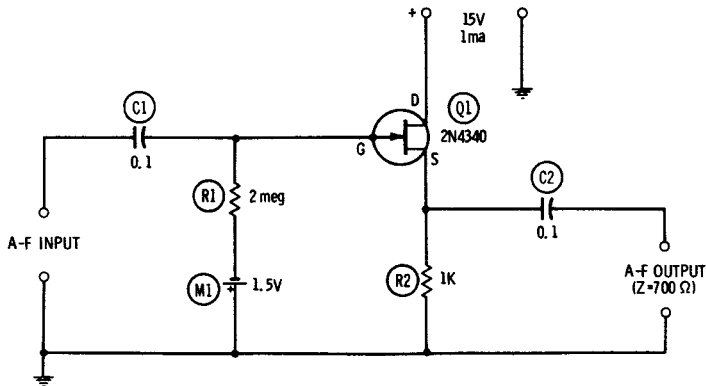 +
15V
1ma
D
Q1
2N4340
G
S
C1
0.1
R1
2 meg
A-F INPUT
M1
+
1.5V
C2
0.1
R2
1K
A-F OUTPUT
(Z=700 Ω)